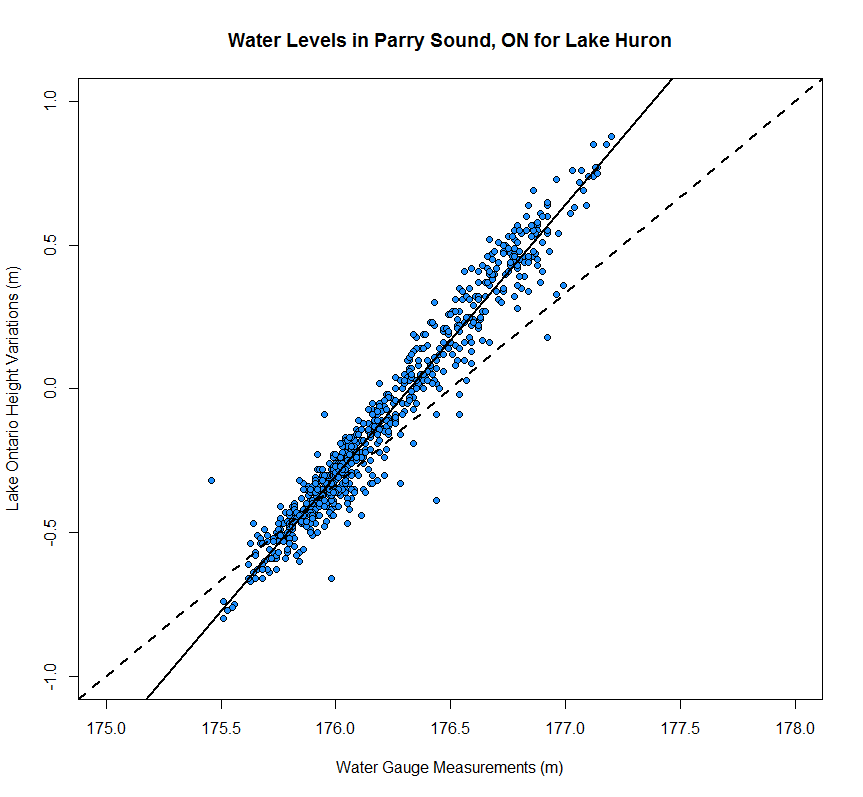 Water Levels in Parry Sound, ON for Lake Huron
1.0
0.5
0.0
-0.5
-1.0
Lake Ontario Height Variations (m)
175.0 175.5 176.0 176.5 177.0 177.5 178.0
Water Gauge Measurements (m)